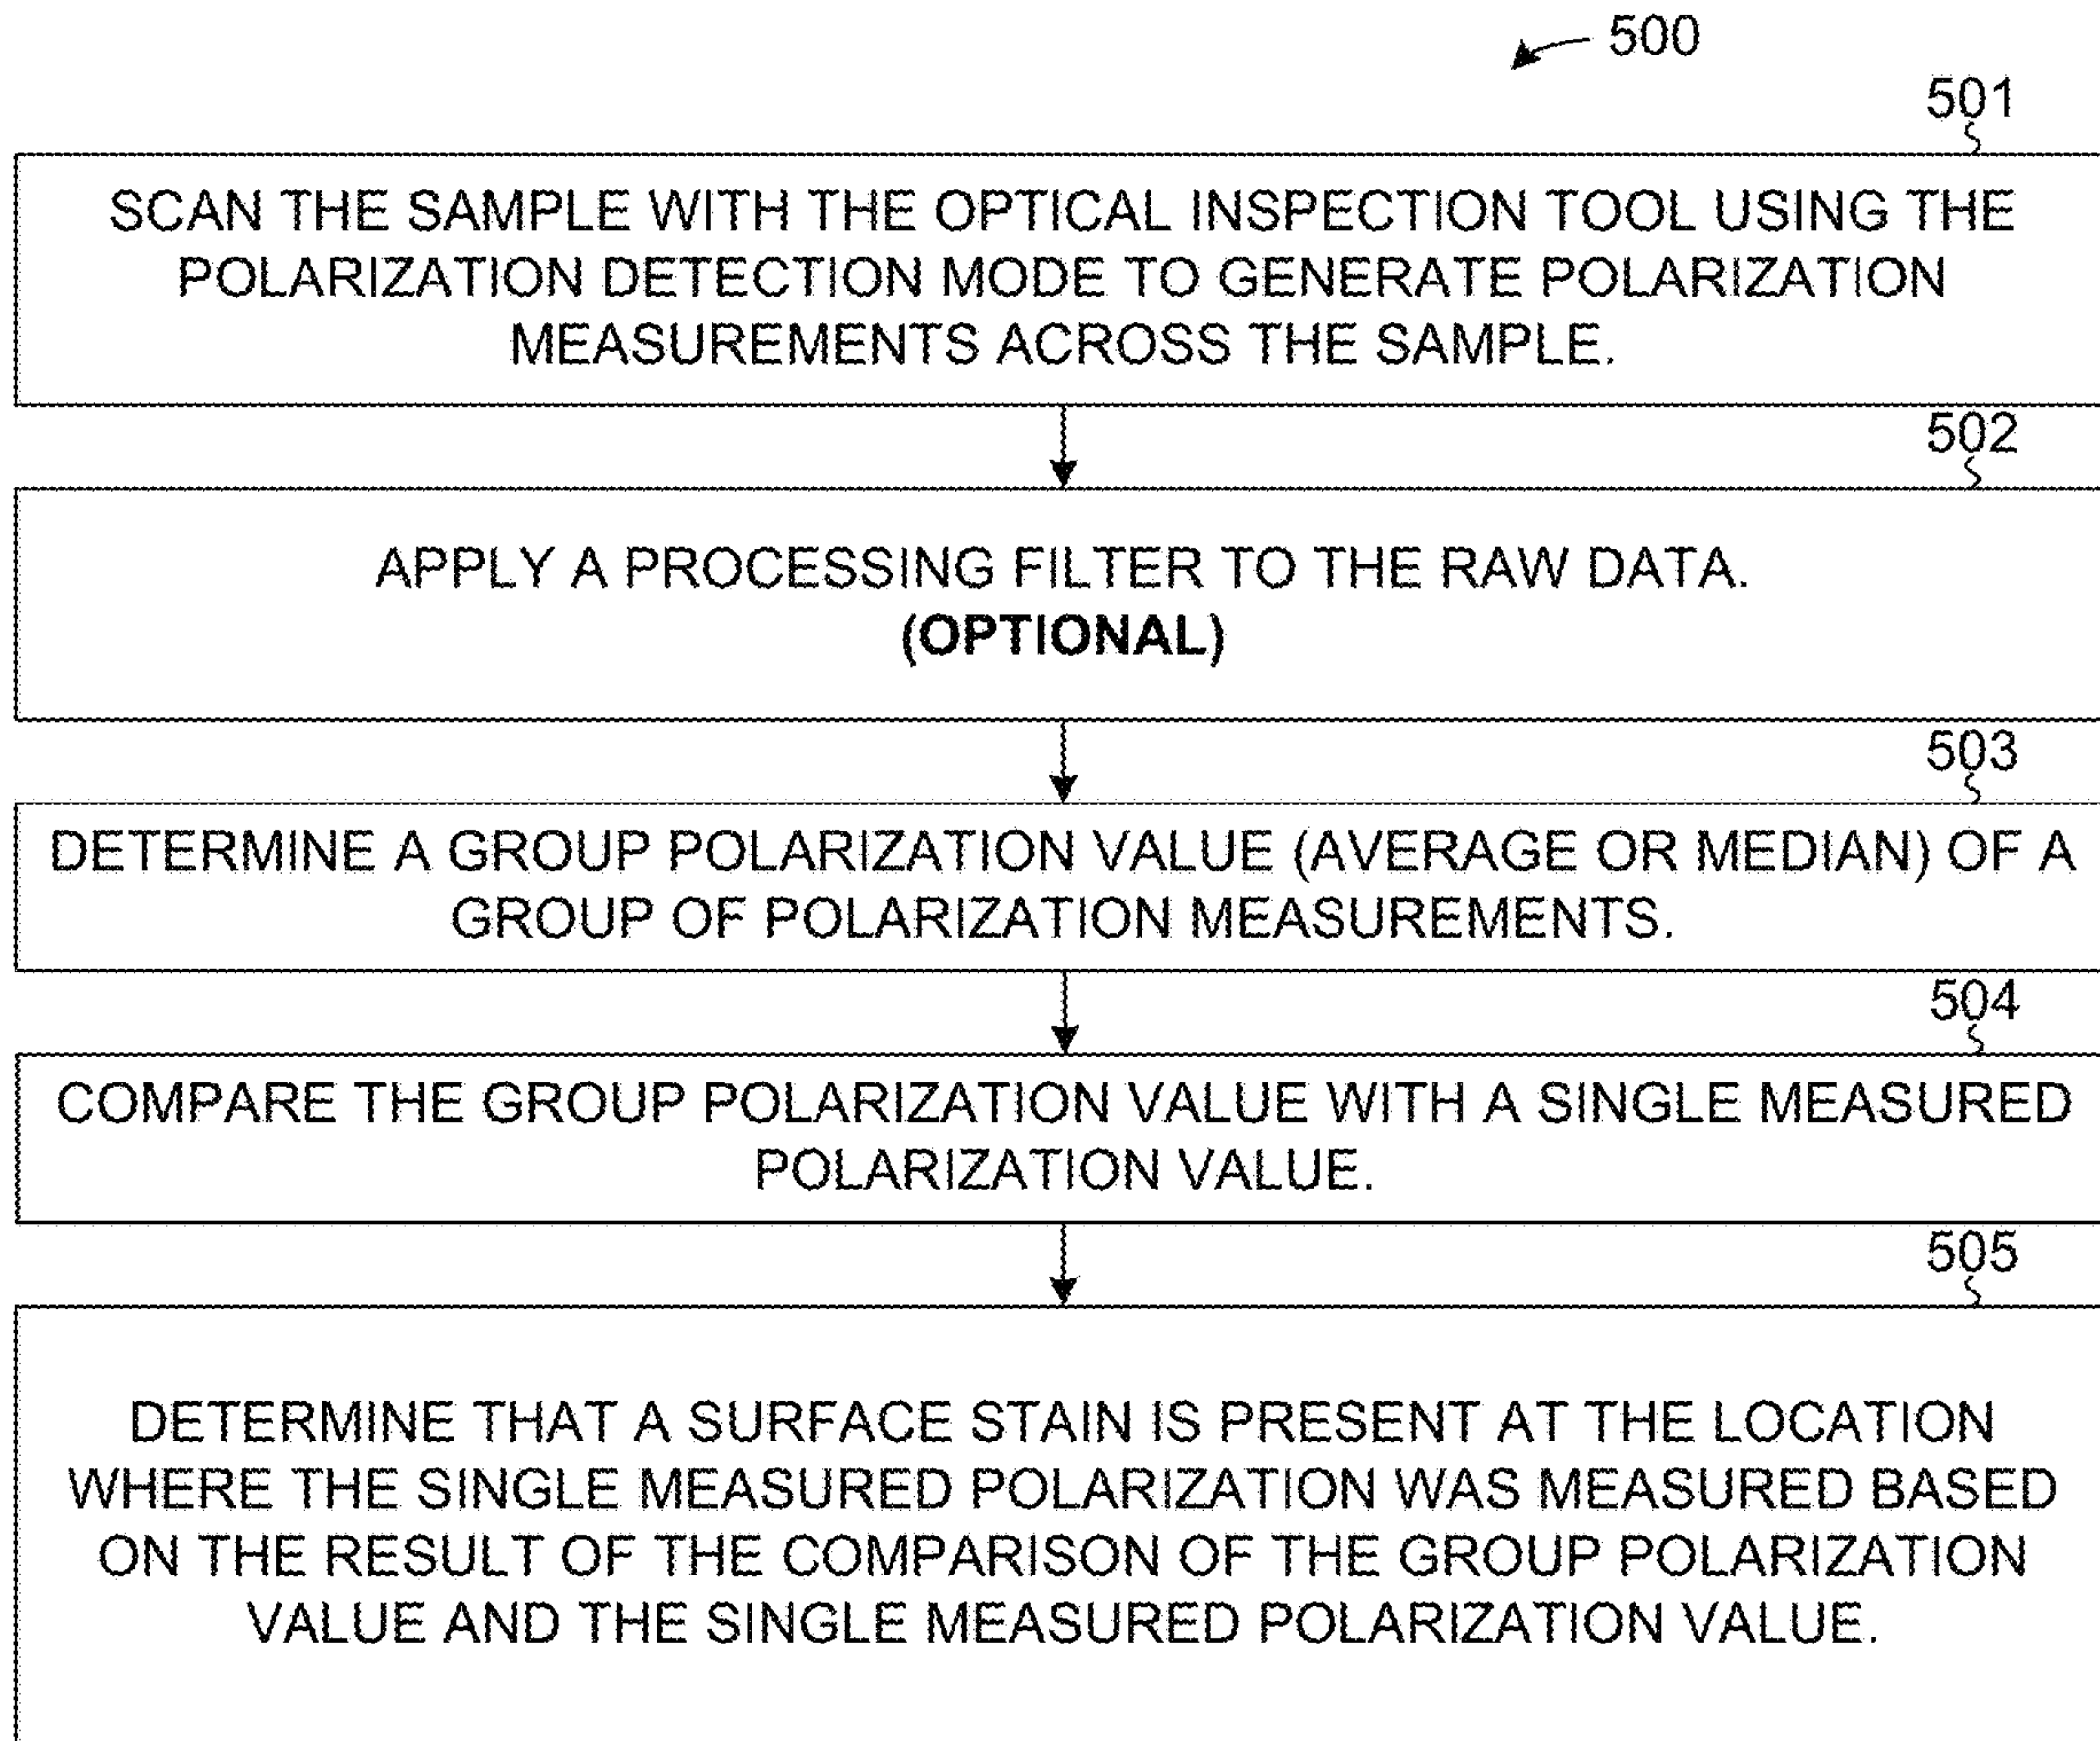 500
501
SCAN THE SAMPLE WITH THE OPTICAL INSPECTION TOOL USING THE
POLARIZATION DETECTION MODE TO GENERATE POLARIZATION
MEASUREMENTS ACROSS THE SAMPLE.
502
APPLY A PROCESSING FILTER TO THE RAW DATA.
(OPTIONAL)
503
DETERMINE A GROUP POLARIZATION VALUE (AVERAGE OR MEDIAN) OF A
GROUP OF POLARIZATION MEASUREMENTS.
504
COMPARE THE GROUP POLARIZATION VALUE WITH A SINGLE MEASURED
POLARIZATION VALUE.
505
DETERMINE THAT A SURFACE STAIN IS PRESENT AT THE LOCATION
WHERE THE SINGLE MEASURED POLARIZATION WAS MEASURED BASED
ON THE RESULT OF THE COMPARISON OF THE GROUP POLARIZATION
VALUE AND THE SINGLE MEASURED POLARIZATION VALUE.